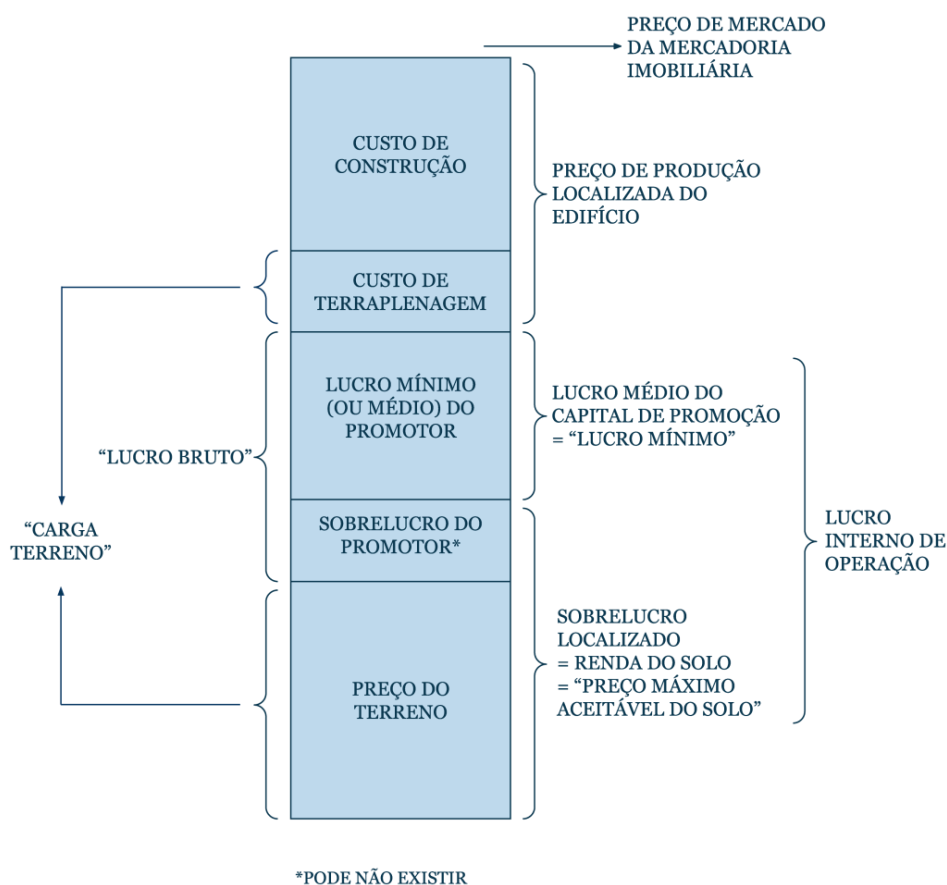 PREÇO DE MERCADO
DA MERCADORIA
IMOBILIÁRIA
CUSTO DE
CONSTRUÇÃO
PREÇO DE PRODUÇÃO
LOCALIZADA DO
EDIFÍCIO
CUSTO DE
TERRAPLENAGEM
LUCRO MÍNIMO
(OU MÉDIO) DO
PROMOTOR
LUCRO MÉDIO DO
CAPITAL DE PROMOÇÃO
= “LUCRO MÍNIMO”
“LUCRO BRUTO”
“CARGA
TERRENO”
SOBRELUCRO DO
PROMOTOR*
LUCRO
INTERNO DE
OPERAÇÃO
SOBRELUCRO
LOCALIZADO
= RENDA DO SOLO
= “PREÇO MÁXIMO
ACEITÁVEL DO SOLO”
PREÇO DO
TERRENO
*PODE NÃO EXISTIR